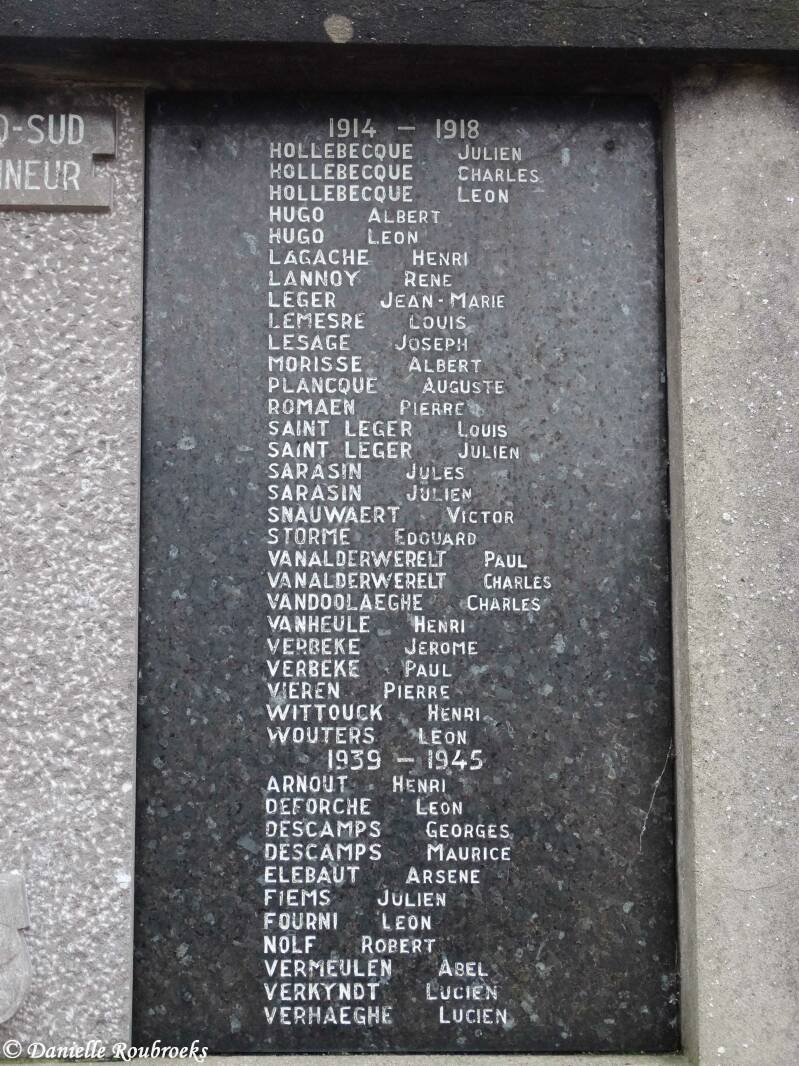 O-SUD
NNEUR
1914 - 1918
HOLLEBECQUE JULIEN
HOLLEBECQUE CHARLES
HOLLEBECQUE LEON
HUGO ALBERT
HUGO LEON
LAGACHE HENRI
LANNOY RENE
LEGER JEAN-MARIE
LEMESRE LOUIS
LESAGE JOSEPH
MORISSE ALBERT
PLANCQUE AUGUSTE
ROMAEN PIERRE
SAINT LEGER LOUIS
SAINT LEGER JULIEN
SARASIN JULES
SARASIN JULIEN
SNAUWAERT VICTOR
STORME EDOUARD
VANALDERWERELT PAUL
VANALDERWERELT CHARLES
VANDOOLAEGHE CHARLES
VANHEULE HENRI
VERBEKE JEROME
VERBEKE PAUL
VIEREN PIERRE
WITTOUCK HENRI
WOUTERS LEON
1939 - 1945
ARNOUT HENRI
DEFORCHE LEON
DESCAMPS GEORGES
DESCAMPS MAURICE
ELEBAUT ARSENE
FIEMS JULIEN
FOURNI LEON
NOLF ROBERT
VERMEULEN ABEL
VERKYNDT LUCIEN
VERHAEGHE LUCIEN
© Danielle Roubroeks